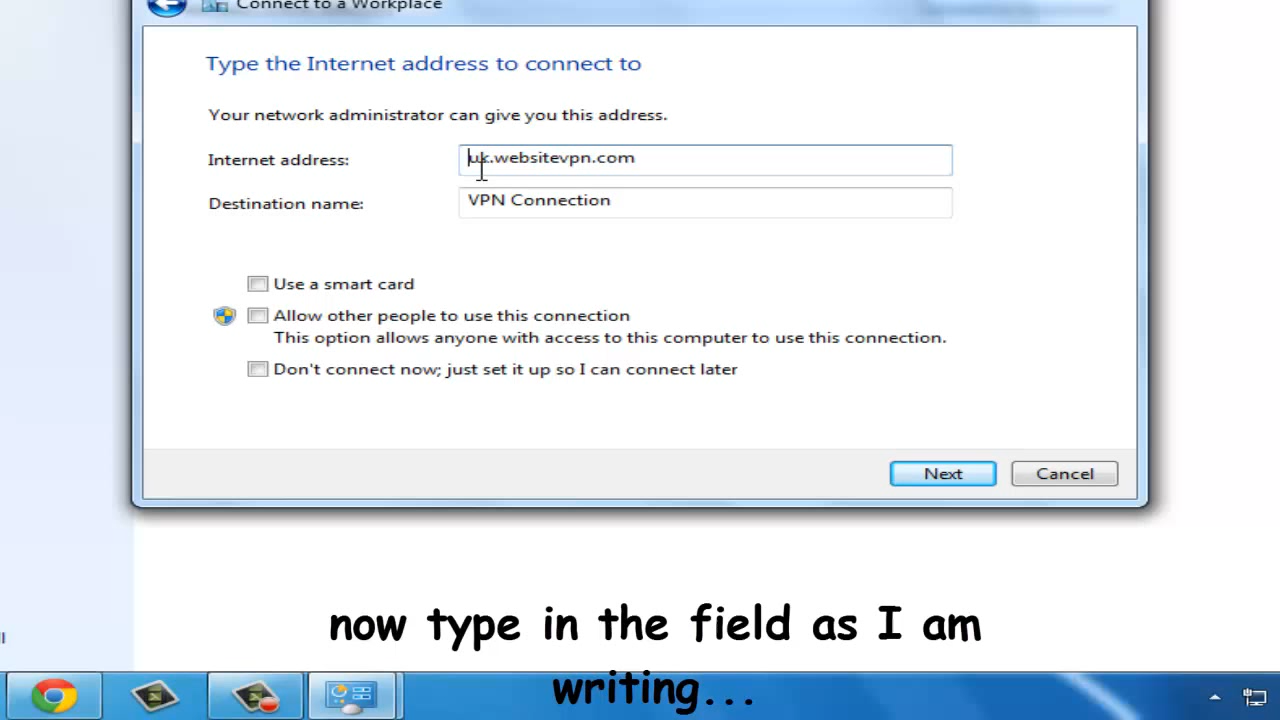 Connect to a Workplace
Type the Internet address to connect to
Your network administrator can give you this address.
Internet address: uk.websitevpn.com
Destination name: VPN Connection
Use a smart card
Allow other people to use this connection
This option allows anyone with access to this computer to use this connection.
Don't connect now; just set it up so I can connect later
Next Cancel
now type in the field as I am
writing...